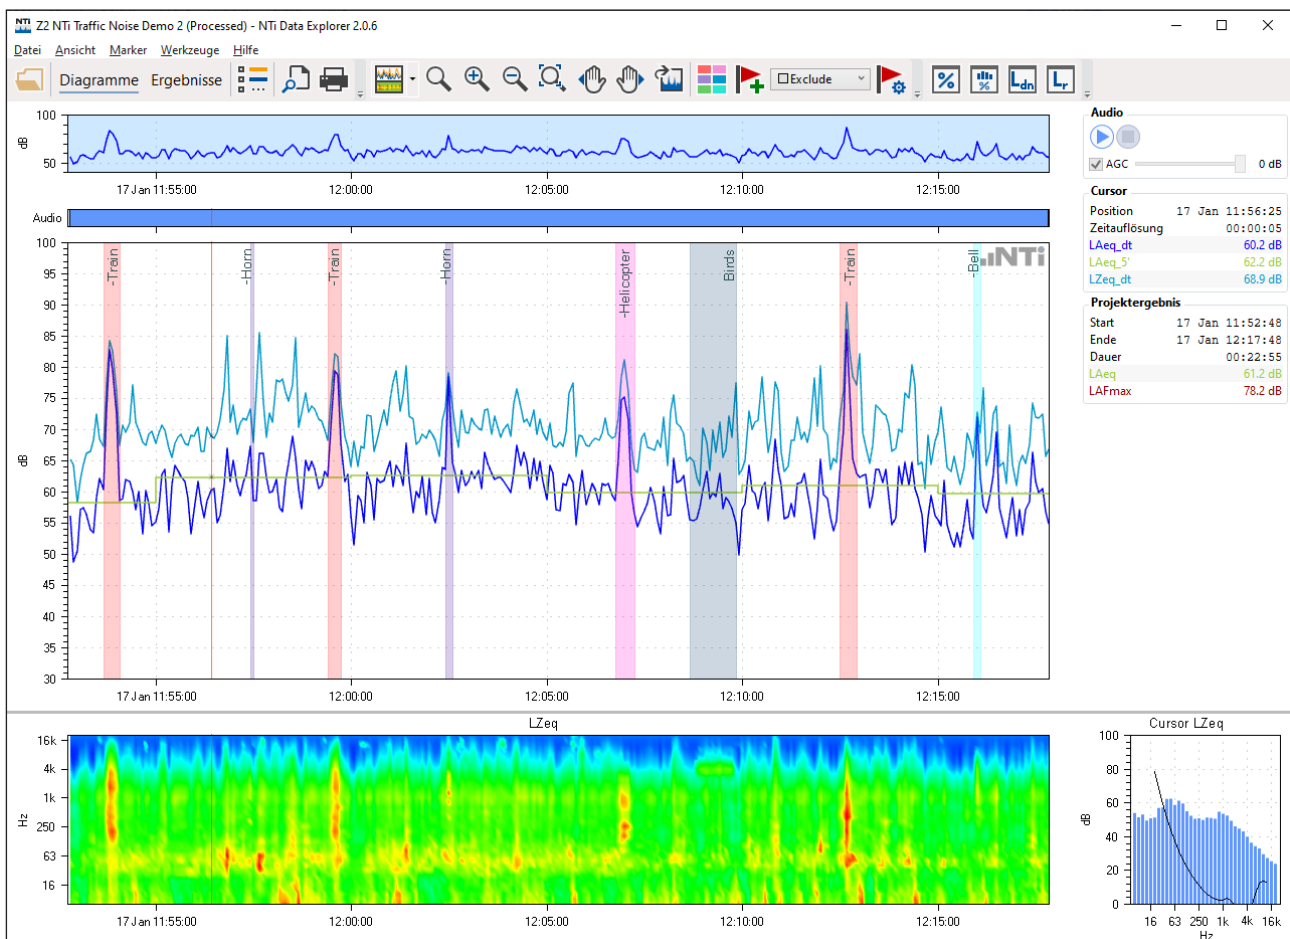 NTi Z2 NTi Traffic Noise Demo 2 (Processed) - NTi Data Explorer 2.0.6
Datei Ansicht Marker Werkzeuge Hilfe
Diagramme Ergebnisse Exclude % % Ldn Lr
100
50
dB
17 Jan 11:55:00 12:00:00 12:05:00 12:10:00 12:15:00
Audio
100
95
90
85
80
75
70
65
60
55
50
45
40
35
30
dB
-Train
-Horn
-Train
-Horn
-Helicopter
Birds
-Train
-Bell
NTi
17 Jan 11:55:00 12:00:00 12:05:00 12:10:00 12:15:00
Audio
AGC 0 dB
Cursor
Position 17 Jan 11:56:25
Zeitauflösung 00:00:05
LAeq_dt 60.2 dB
LAeq_5' 62.2 dB
LZeq_dt 68.9 dB
Projektergebnis
Start 17 Jan 11:52:48
Ende 17 Jan 12:17:48
Dauer 00:22:55
LAeq 61.2 dB
LAFmax 78.2 dB
LZeq
16k
4k
1k
250
63
16
Hz
17 Jan 11:55:00 12:00:00 12:05:00 12:10:00 12:15:00
Cursor LZeq
100
80
60
40
20
0
dB
16 63 250 1k 4k 16k
Hz